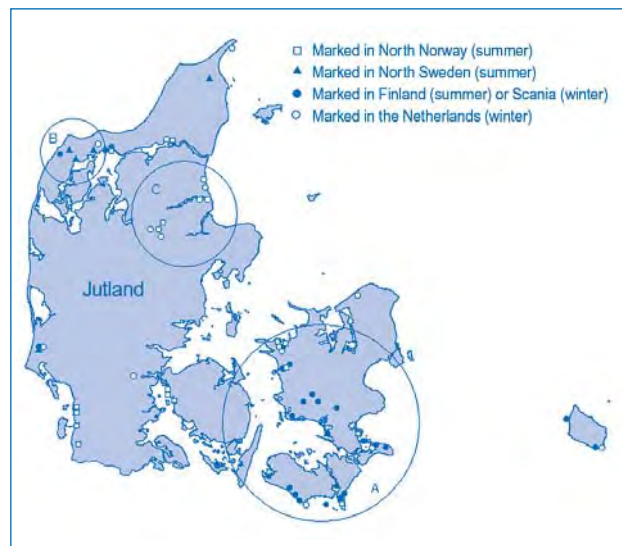 Marked in North Norway (summer)
Marked in North Sweden (summer)
Marked in Finland (summer) or Scania (winter)
Marked in the Netherlands (winter)
B
C
Jutland
A